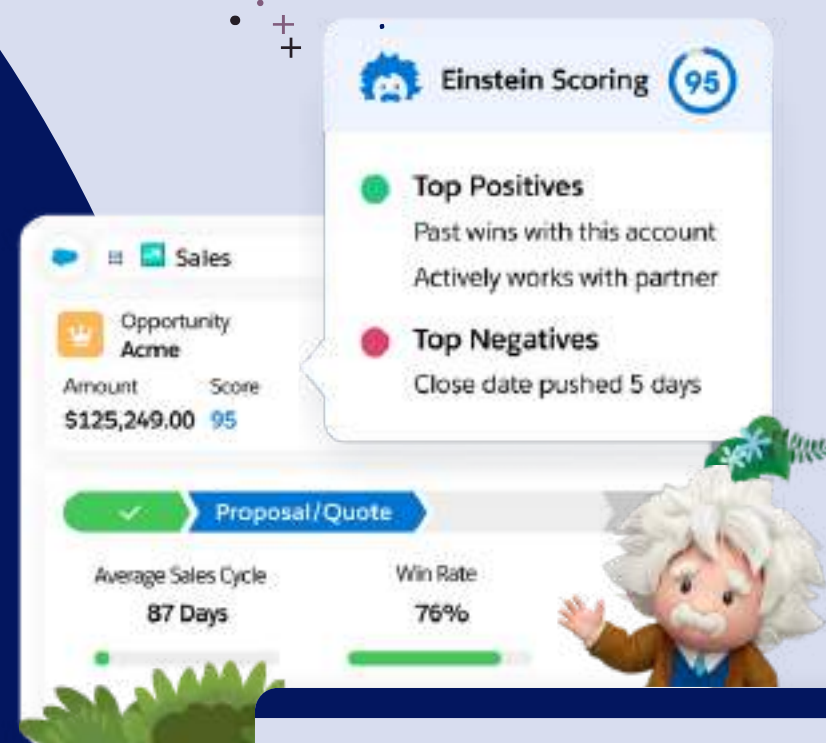 Einstein Scoring 95
Top Positives
Past wins with this account
Actively works with partner
Top Negatives
Close date pushed 5 days
Sales
Opportunity
Acme
Amount Score
$125,249.00 95
Proposal/Quote
Average Sales Cycle Win Rate
87 Days 76%